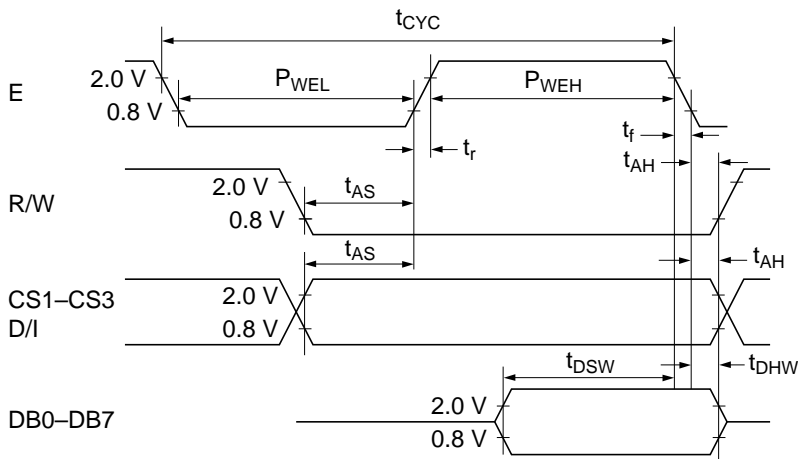 tCYC
E
2.0 V
0.8 V
PWEL
PWEH
tr
tf
tAH
R/W
2.0 V
0.8 V
tAS
tAS
tAH
CS1–CS3
D/I
2.0 V
0.8 V
tDSW
tDHW
DB0–DB7
2.0 V
0.8 V